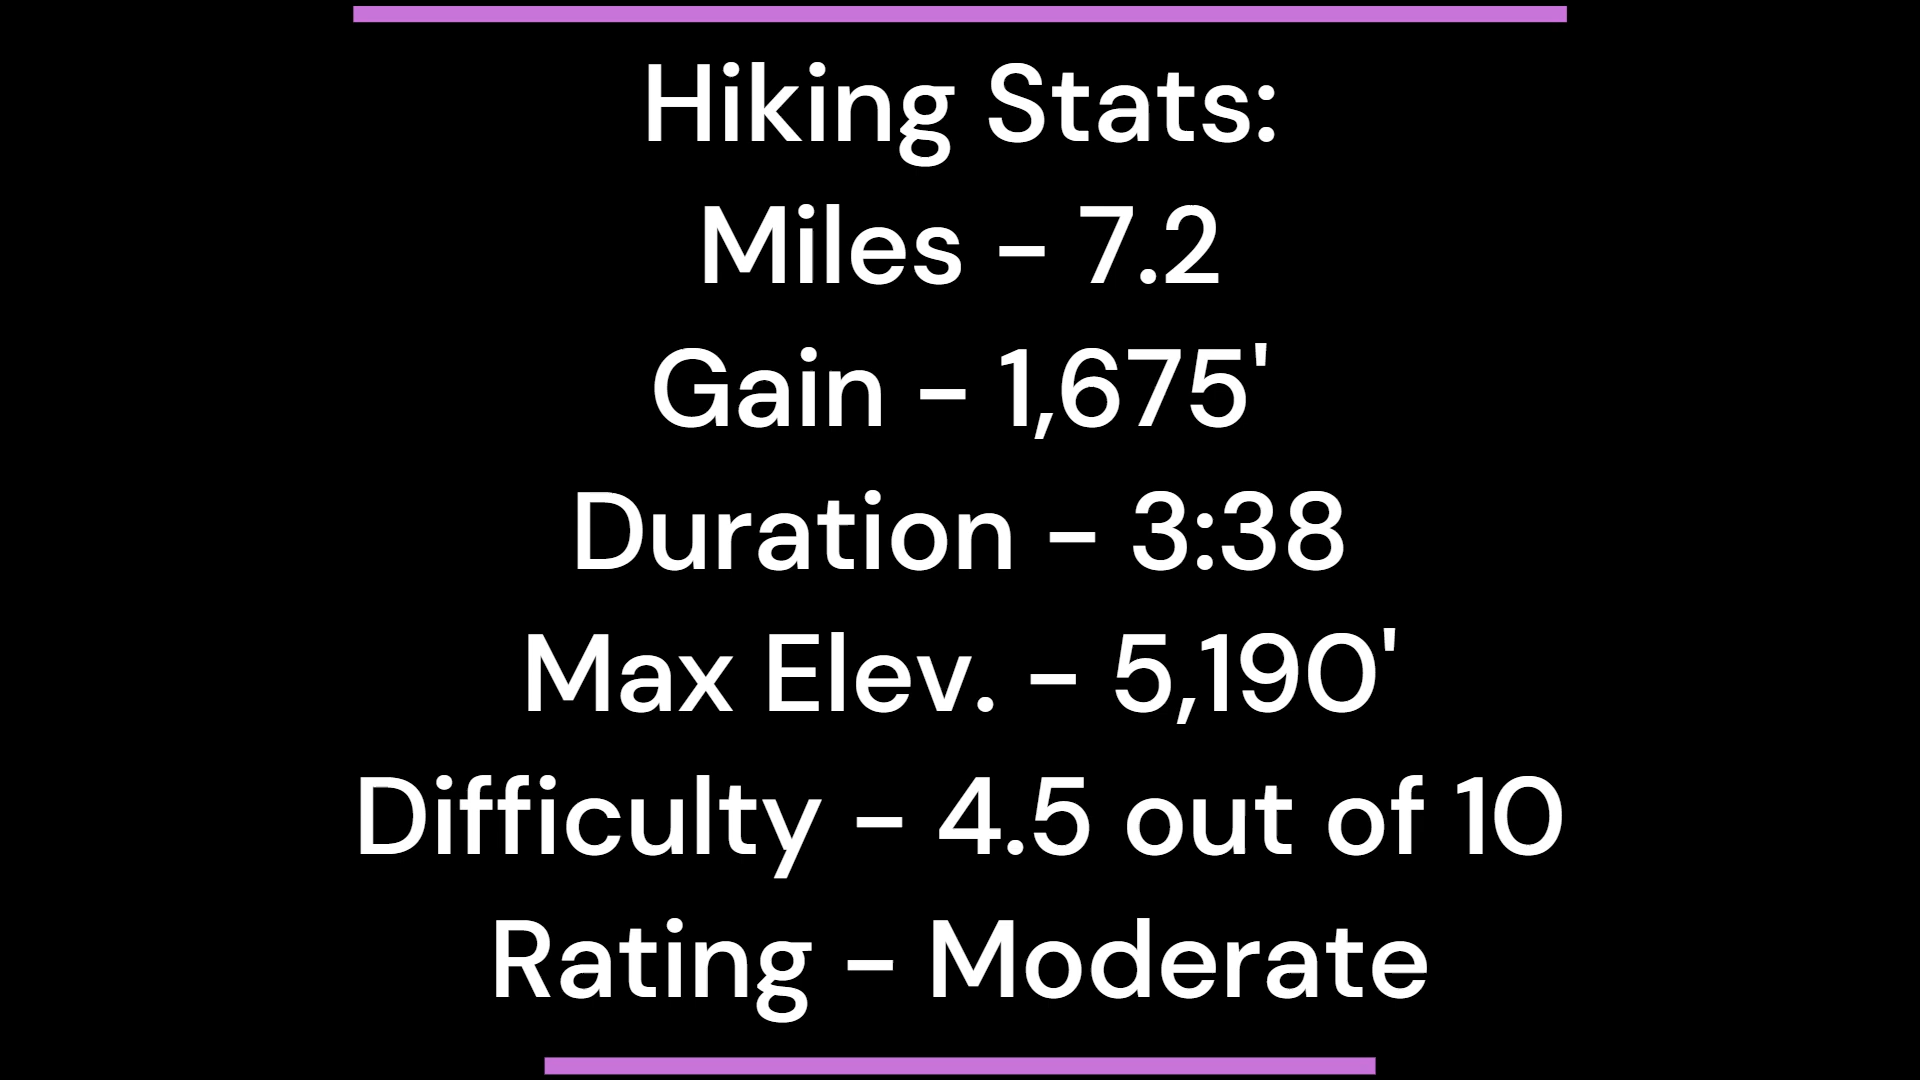 Hiking Stats:
Miles - 7.2
Gain - 1,675'
Duration - 3:38
Max Elev. - 5,190'
Difficulty - 4.5 out of 10
Rating - Moderate